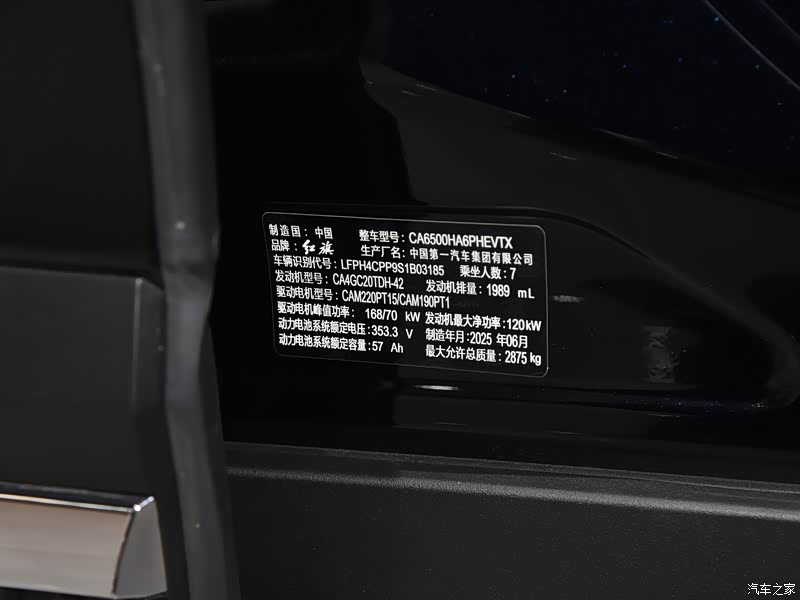 制造国：中国 整车型号：CA6500HA6PHEVTX
品牌：红旗 生产厂名：中国第一汽车集团有限公司
车辆识别代号：LFPH4CPP9S1B03185 乘坐人数：7
发动机型号：CA4GC20TDH-42 发动机排量：1989 mL
驱动电机型号：CAM220PT15/CAM190PT1
驱动电机峰值功率： 168/70 kW 发动机最大净功率：120kW
动力电池系统额定电压：353.3 V 制造年月：2025 年06月
动力电池系统额定容量：57 Ah 最大允许总质量：2875 kg
汽车之家